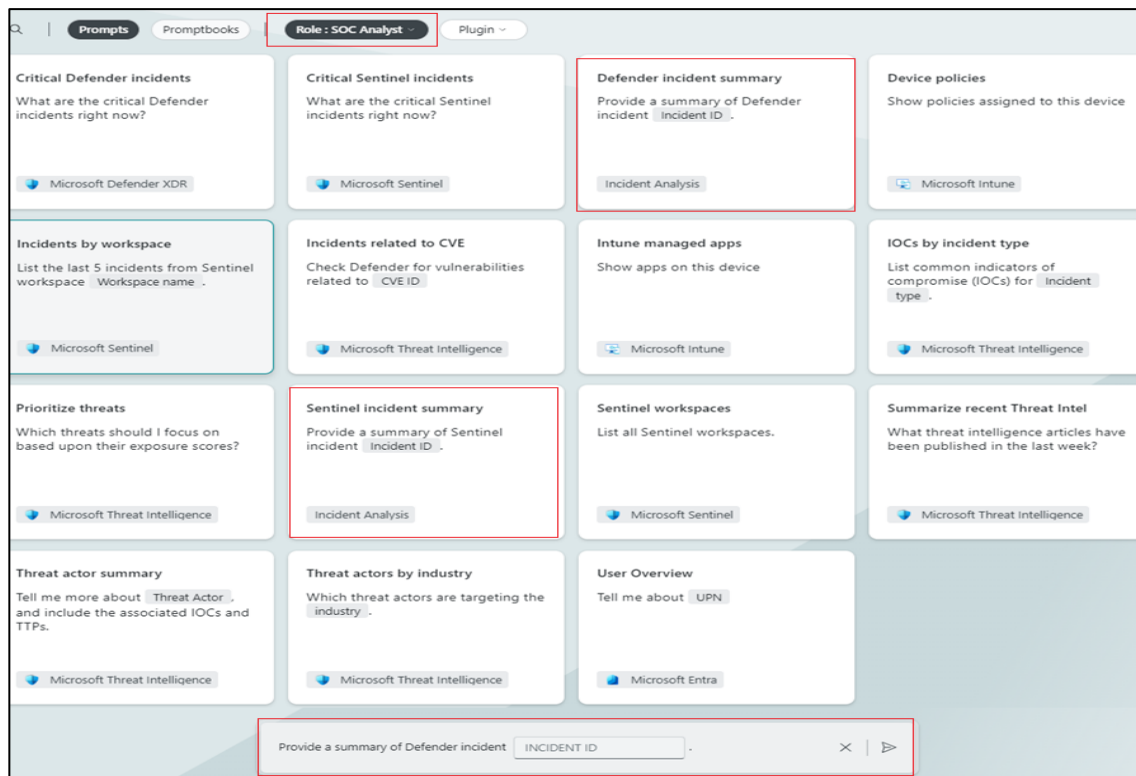 Prompts
Promptbooks
Role : SOC Analyst
Plugin
Critical Defender incidents
What are the critical Defender
incidents right now?
Microsoft Defender XDR
Critical Sentinel incidents
What are the critical Sentinel
incidents right now?
Microsoft Sentinel
Defender incident summary
Provide a summary of Defender
incident Incident ID .
Incident Analysis
Device policies
Show policies assigned to this device
Microsoft Intune
Incidents by workspace
List the last 5 incidents from Sentinel
workspace Workspace name .
Microsoft Sentinel
Incidents related to CVE
Check Defender for vulnerabilities
related to CVE ID
Microsoft Threat Intelligence
Intune managed apps
Show apps on this device
Microsoft Intune
IOCs by incident type
List common indicators of
compromise (IOCs) for Incident
type .
Microsoft Threat Intelligence
Prioritize threats
Which threats should I focus on
based upon their exposure scores?
Microsoft Threat Intelligence
Sentinel incident summary
Provide a summary of Sentinel
incident Incident ID .
Incident Analysis
Sentinel workspaces
List all Sentinel workspaces.
Microsoft Sentinel
Summarize recent Threat Intel
What threat intelligence articles have
been published in the last week?
Microsoft Threat Intelligence
Threat actor summary
Tell me more about Threat Actor ,
and include the associated IOCs and
TTPs.
Microsoft Threat Intelligence
Threat actors by industry
Which threat actors are targeting the
industry .
Microsoft Threat Intelligence
User Overview
Tell me about UPN
Microsoft Entra
Provide a summary of Defender incident INCIDENT ID .